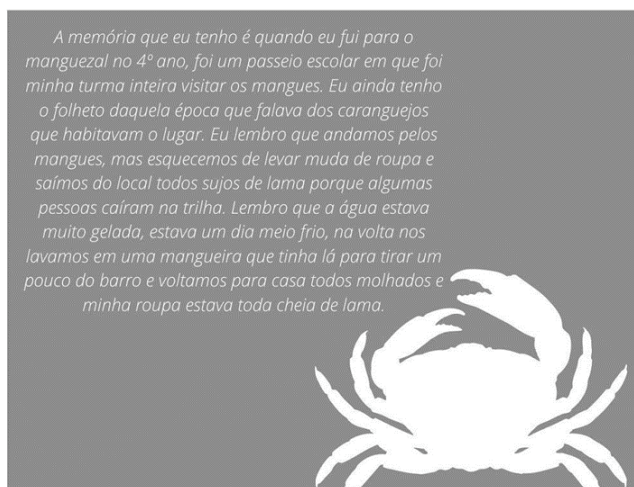 A memória que eu tenho é quando eu fui para o
manguezal no 4º ano, foi um passeio escolar em que foi
minha turma inteira visitar os mangues. Eu ainda tenho
o folheto daquela época que falava dos caranguejos
que habitavam o lugar. Eu lembro que andamos pelos
mangues, mas esquecemos de levar muda de roupa e
saímos do local todos sujos de lama porque algumas
pessoas caíram na trilha. Lembro que a água estava
muito gelada, estava um dia meio frio, na volta nos
lavamos em uma mangueira que tinha lá para tirar um
pouco do barro e voltamos para casa todos molhados e
minha roupa estava toda cheia de lama.